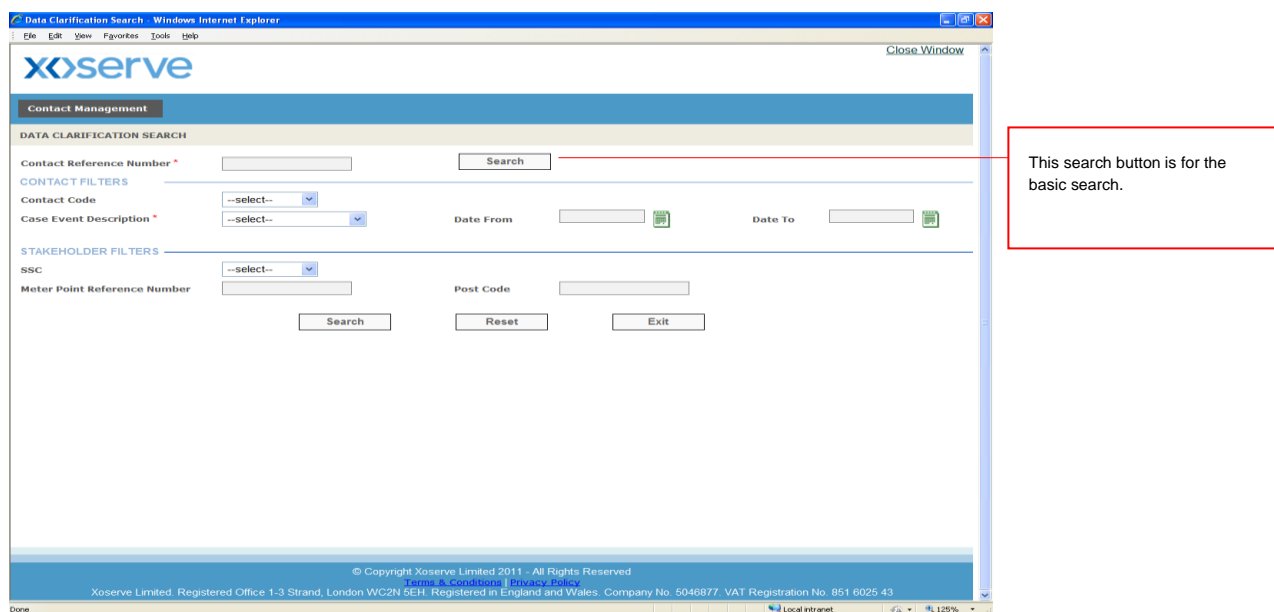 Data Clarification Search - Windows Internet Explorer
File Edit View Favorites Tools Help
Close Window
xoserve
Contact Management
DATA CLARIFICATION SEARCH
Contact Reference Number * Search
CONTACT FILTERS
Contact Code --select--
Case Event Description * --select-- Date From Date To
STAKEHOLDER FILTERS
SSC --select--
Meter Point Reference Number Post Code
Search Reset Exit
This search button is for the
basic search.
© Copyright Xoserve Limited 2011 - All Rights Reserved
Terms & Conditions | Privacy Policy
Xoserve Limited. Registered Office 1-3 Strand, London WC2N 5EH. Registered in England and Wales. Company No. 5046877. VAT Registration No. 851 6025 43
Done Local intranet 125%